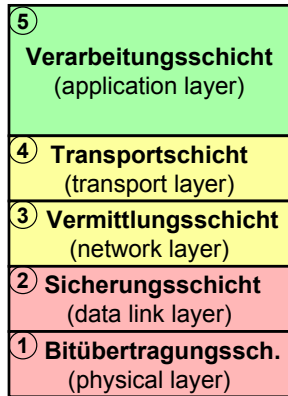 5
Verarbeitungsschicht
(application layer)
4 Transportschicht
(transport layer)
3 Vermittlungsschicht
(network layer)
2 Sicherungsschicht
(data link layer)
1 Bitübertragungssch.
(physical layer)